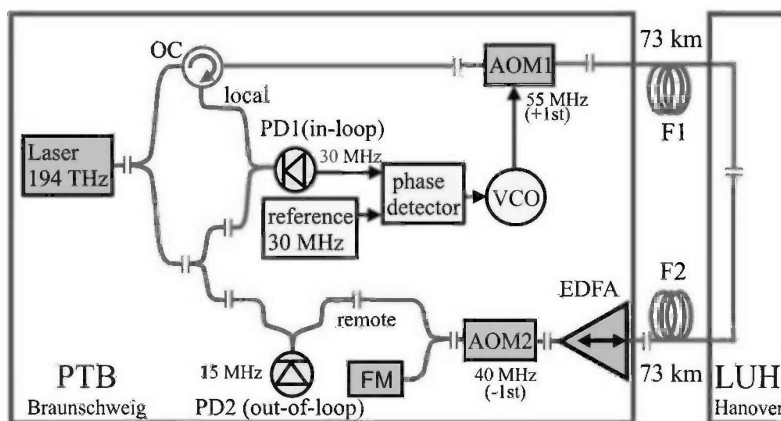 OC
local
Laser
194 THz
PD1(in-loop)
30 MHz
reference
30 MHz
phase
detector
VCO
AOM1
55 MHz
(+1st)
73 km
F1
F2
EDFA
remote
15 MHz
PD2 (out-of-loop)
FM
AOM2
40 MHz
(-1st)
73 km
PTB
Braunschweig
LUH
Hanover